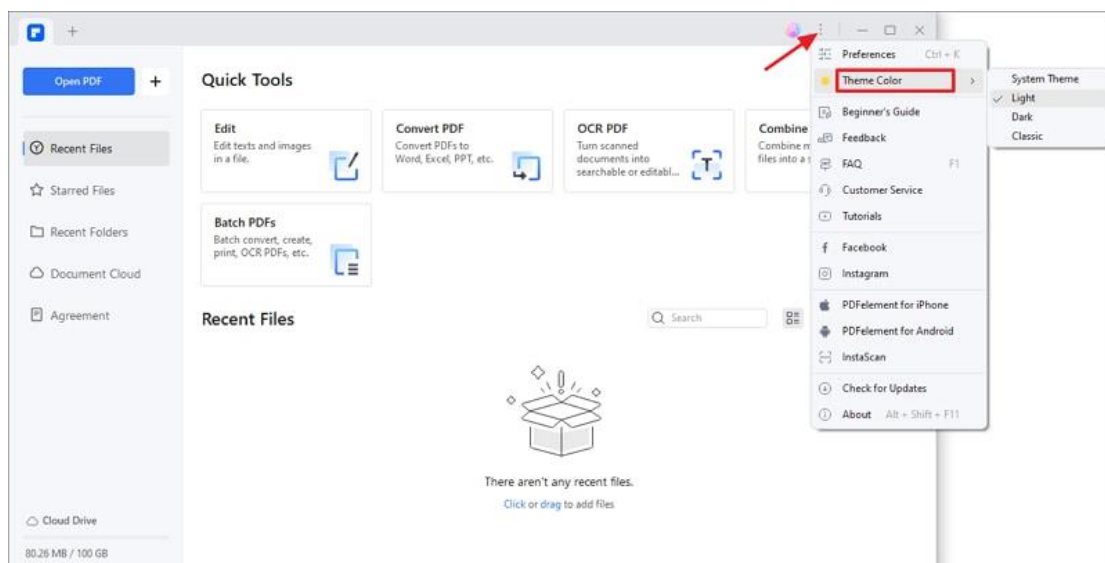 Open PDF
Recent Files
Starred Files
Recent Folders
Document Cloud
Agreement
Cloud Drive
80.26 MB / 100 GB
Quick Tools
Edit
Edit texts and images
in a file.
Convert PDF
Convert PDFs to
Word, Excel, PPT, etc.
OCR PDF
Turn scanned
documents into
searchable or editabl...
Combine
Combine
files into a
Batch PDFs
Batch convert, create,
print, OCR PDFs, etc.
Recent Files
Search
There aren't any recent files.
Click or drag to add files
Preferences Ctrl + K
Theme Color
Beginner's Guide
Feedback
FAQ F1
Customer Service
Tutorials
Facebook
Instagram
PDFelement for iPhone
PDFelement for Android
InstaScan
Check for Updates
About Alt + Shift + F11
System Theme
Light
Dark
Classic